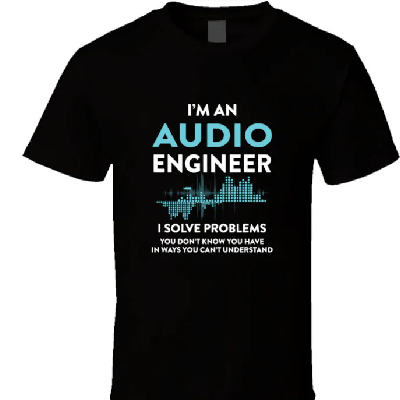 I'M AN
AUDIO
ENGINEER
I SOLVE PROBLEMS
YOU DON'T KNOW YOU HAVE
IN WAYS YOU CAN'T UNDERSTAND